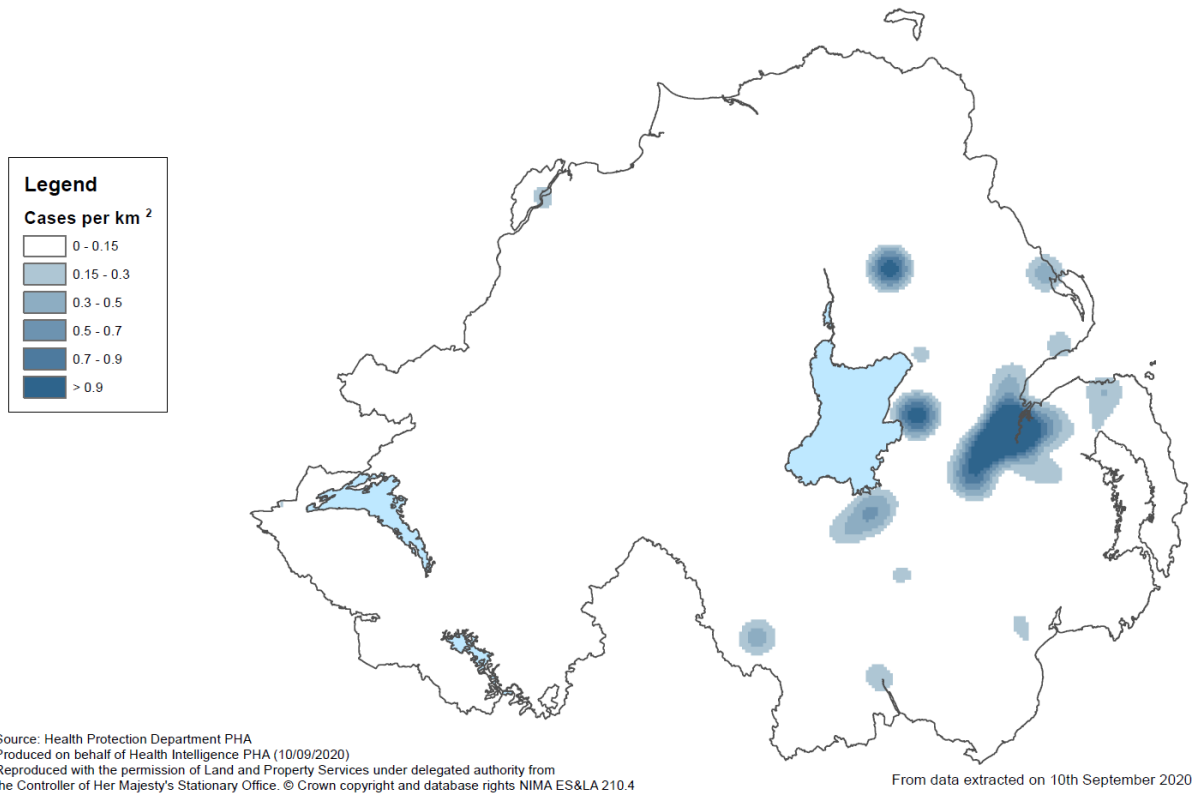 Legend
Cases per km 2
0 - 0.15
0.15 - 0.3
0.3 - 0.5
0.5 - 0.7
0.7 - 0.9
> 0.9
Source: Health Protection Department PHA
Produced on behalf of Health Intelligence PHA (10/09/2020)
Reproduced with the permission of Land and Property Services under delegated authority from
the Controller of Her Majesty's Stationary Office. © Crown copyright and database rights NIMA ES&LA 210.4
From data extracted on 10th September 2020